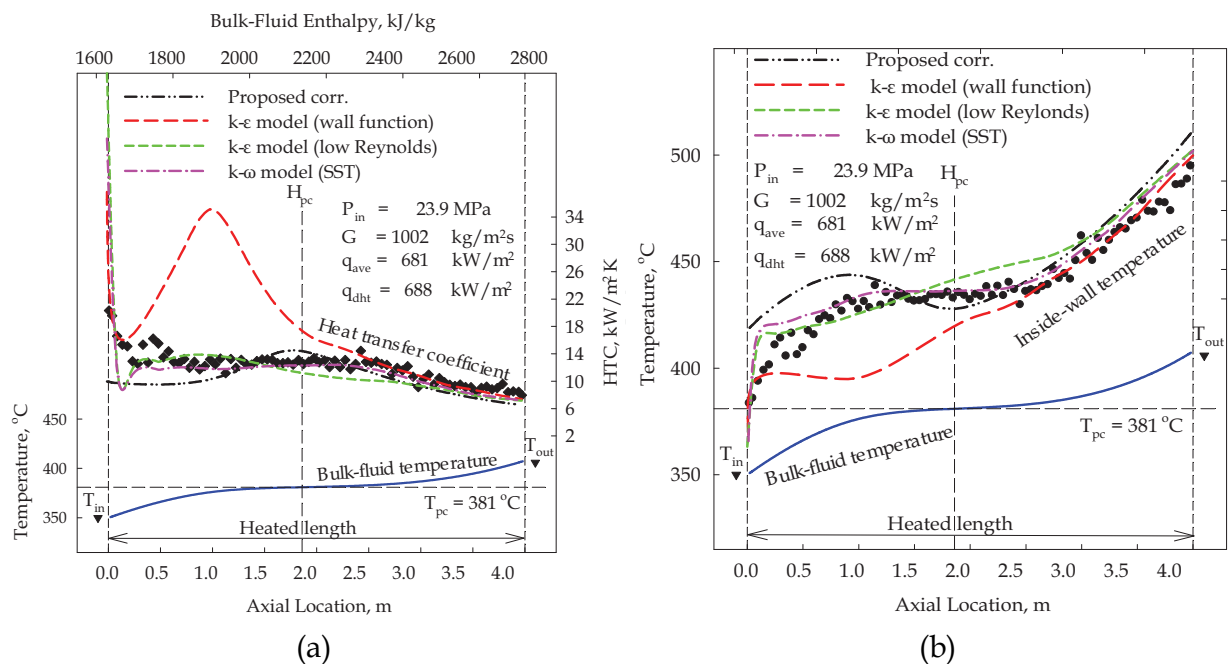 Bulk-Fluid Enthalpy, kJ/kg
1600 1700 1800 1900 2000 2100 2200 2300 2400 2500 2600 2700 2800
Proposed corr.
k-ε model (wall function)
k-ε model (low Reynolds)
k-ω model (SST)
Hpc
Pin = 23.9 MPa
G = 1002 kg/m²s
qave = 681 kW/m²
qdht = 688 kW/m²
34
30
26
22
18
14
10
6
2
HTC, kW/m² K
Heat transfer coefficient
Temperature, °C
450
400
350
Tin
Bulk-fluid temperature
Tout
Tpc = 381 °C
Heated length
0.0 0.5 1.0 1.5 2.0 2.5 3.0 3.5 4.0
Axial Location, m
(a)
Proposed corr.
k-ε model (wall function)
k-ε model (low Reylonds)
k-ω model (SST)
Pin = 23.9 MPa
Hpc
G = 1002 kg/m²s
qave = 681 kW/m²
qdht = 688 kW/m²
Temperature, °C
500
450
400
350
Inside-wall temperature
Tout
Tpc = 381 °C
Tin
Bulk-fluid temperature
Heated length
0.0 0.5 1.0 1.5 2.0 2.5 3.0 3.5 4.0
Axial Location, m
(b)